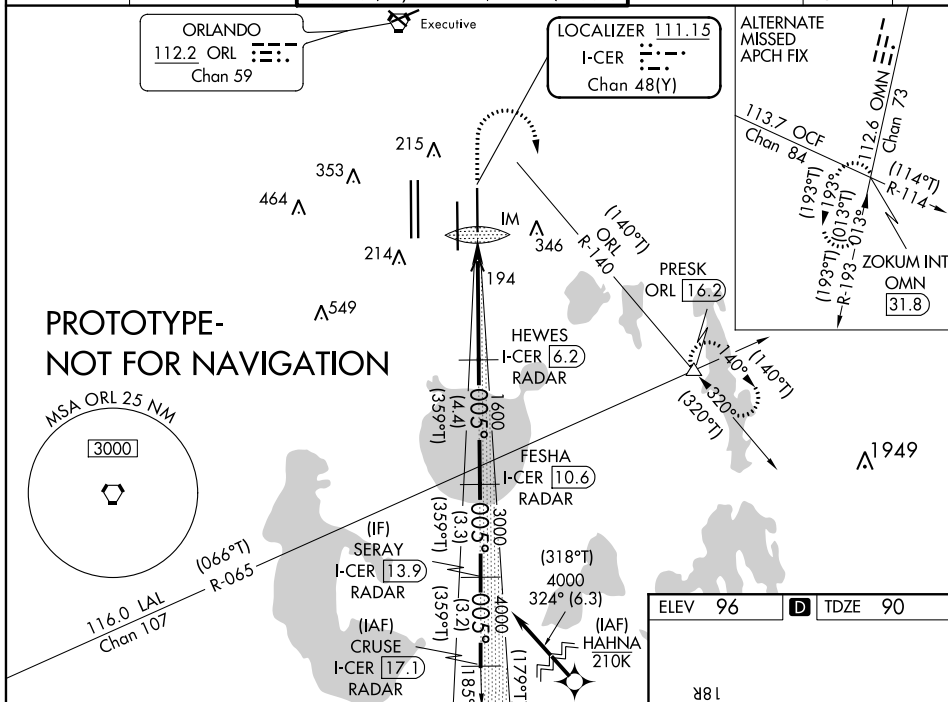 ORLANDO
112.2 ORL
Chan 59
Executive
LOCALIZER 111.15
I-CER
Chan 48(Y)
ALTERNATE
MISSED
APCH FIX
112.6 OMN
Chan 73
113.7 OCF
Chan 84
(114°T)
R-114
(193°T)
193°
(013°T)
013°
(193°T)
R-193
ZOKUM INT
OMN
31.8
215
353
464
214
549
IM
346
194
(140°T)
ORL
R-140
PRESK
ORL 16.2
140°
(140°T)
320°
(320°T)
1949
PROTOTYPE-
NOT FOR NAVIGATION
MSA ORL 25 NM
3000
HEWES
I-CER 6.2
RADAR
1600
005°
(4.4)
(359°T)
FESHA
I-CER 10.6
RADAR
3000
005°
(3.3)
(359°T)
(IF)
SERAY
I-CER 13.9
RADAR
4000
005°
(3.2)
(359°T)
(IAF)
CRUSE
I-CER 17.1
RADAR
185°
(179°T)
(066°T)
R-065
116.0 LAL
Chan 107
(318°T)
4000
324° (6.3)
(IAF)
HAHNA
210K
ELEV 96 D TDZE 90
18R